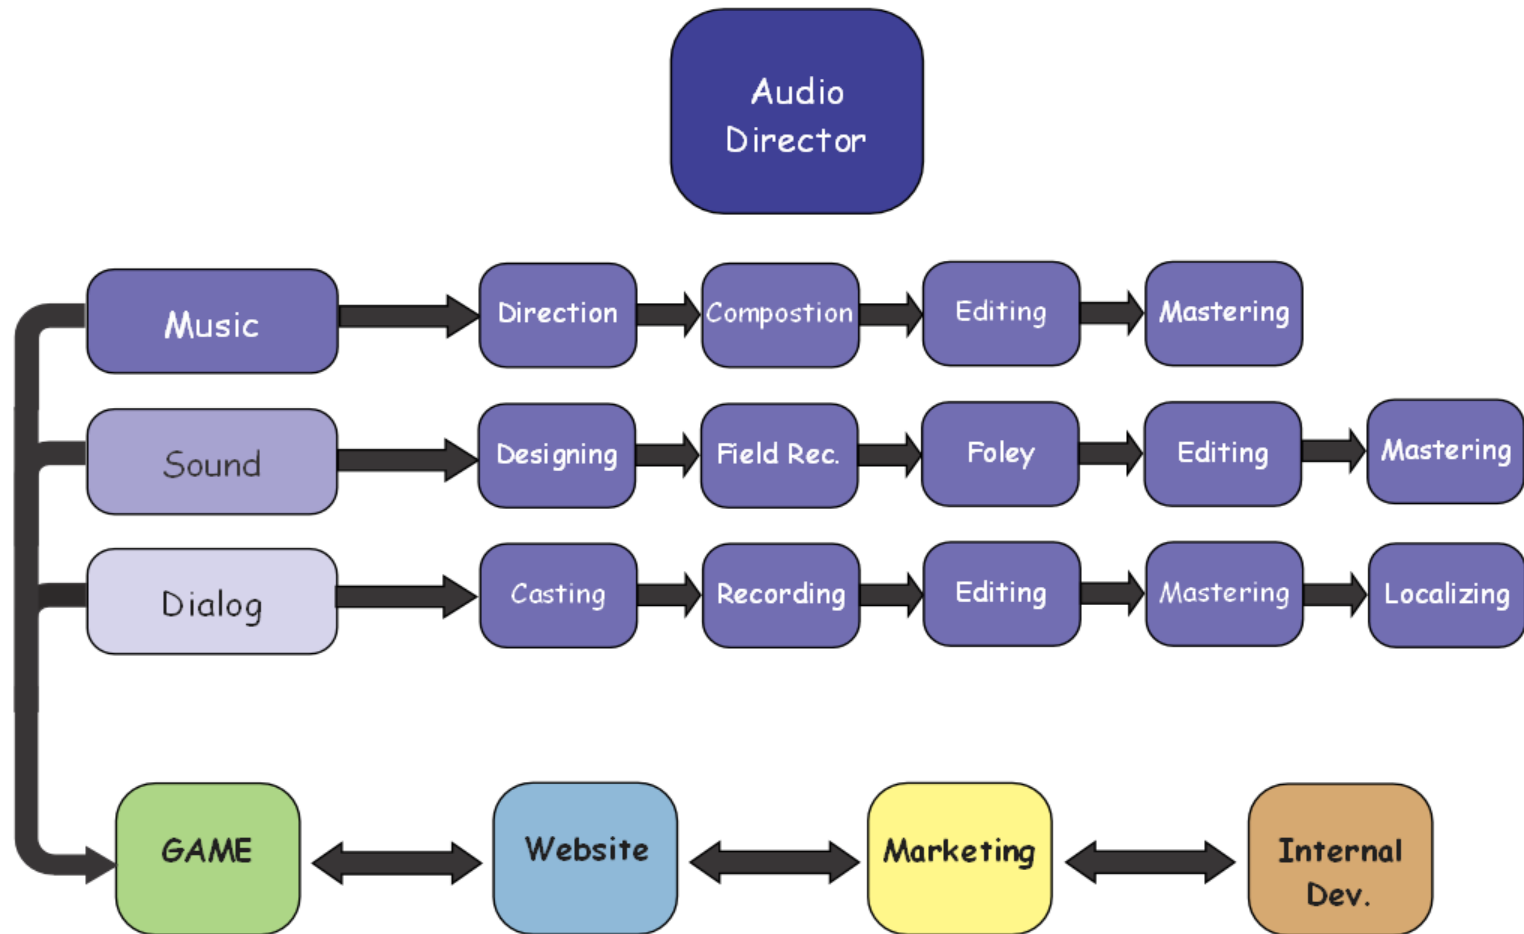 Audio
Director
Music
Direction
Compostion
Editing
Mastering
Sound
Designing
Field Rec.
Foley
Editing
Mastering
Dialog
Casting
Recording
Editing
Mastering
Localizing
GAME
Website
Marketing
Internal
Dev.